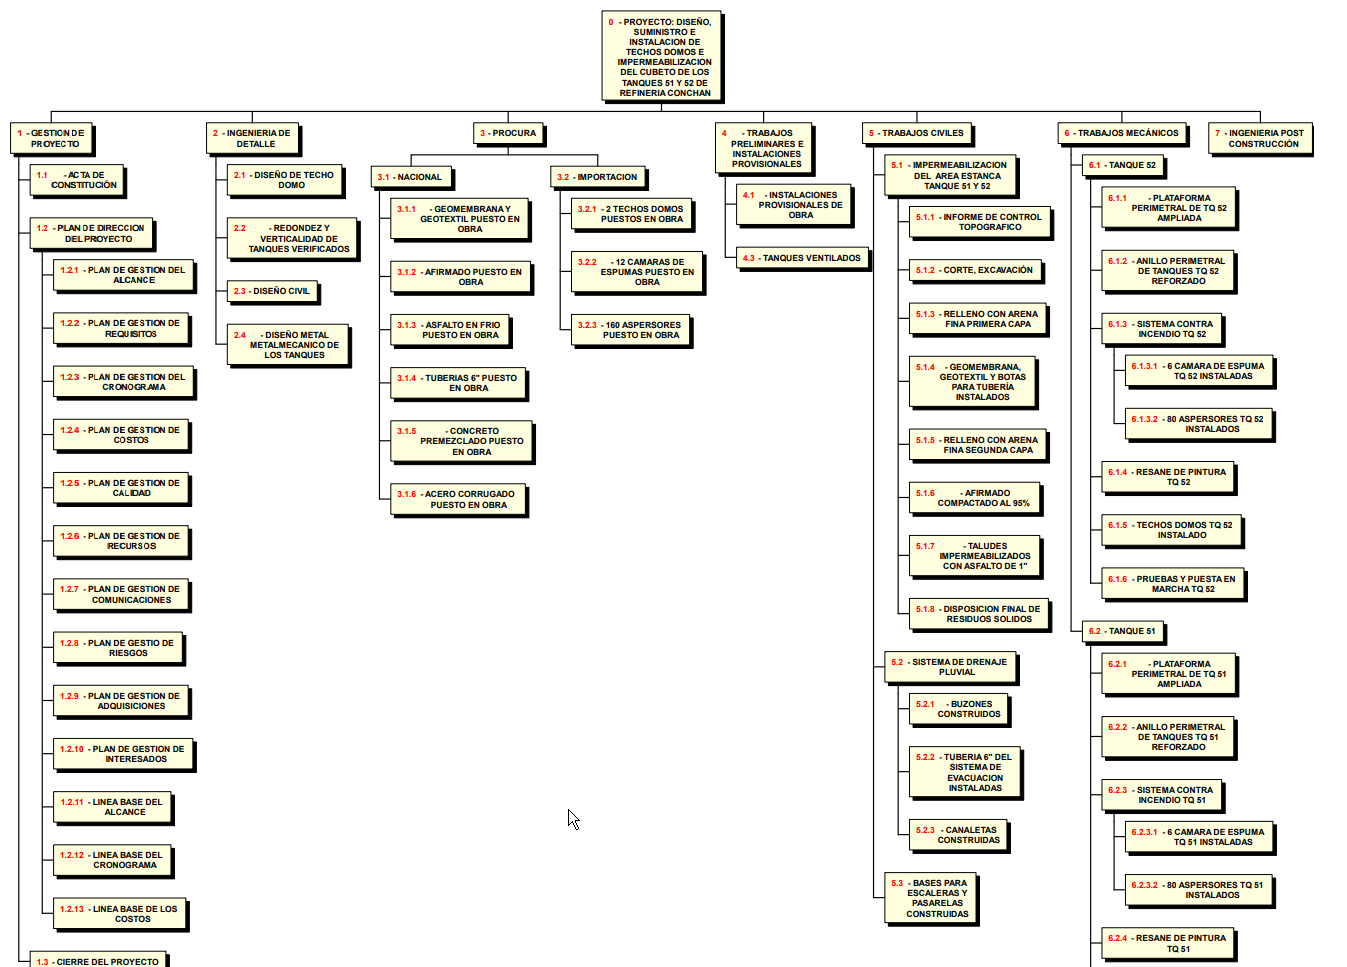 0 - PROYECTO: DISEÑO,
SUMINISTRO E
INSTALACION DE
TECHOS DOMOS E
IMPERMEABILIZACION
DEL CUBETO DE LOS
TANQUES 51 Y 52 DE
REFINERIA CONCHAN
1 - GESTION DE
PROYECTO
1.1 - ACTA DE
CONSTITUCIÓN
1.2 - PLAN DE DIRECCION
DEL PROYECTO
1.2.1 - PLAN DE GESTION DEL
ALCANCE
1.2.2 - PLAN DE GESTION DE
REQUISITOS
1.2.3 - PLAN DE GESTION DEL
CRONOGRAMA
1.2.4 - PLAN DE GESTION DE
COSTOS
1.2.5 - PLAN DE GESTION DE
CALIDAD
1.2.6 - PLAN DE GESTION DE
RECURSOS
1.2.7 - PLAN DE GESTION DE
COMUNICACIONES
1.2.8 - PLAN DE GESTIO DE
RIESGOS
1.2.9 - PLAN DE GESTION DE
ADQUISICIONES
1.2.10 - PLAN DE GESTION DE
INTERESADOS
1.2.11 - LINEA BASE DEL
ALCANCE
1.2.12 - LINEA BASE DEL
CRONOGRAMA
1.2.13 - LINEA BASE DE LOS
COSTOS
1.3 - CIERRE DEL PROYECTO
2 - INGENIERIA DE
DETALLE
2.1 - DISEÑO DE TECHO
DOMO
2.2 - REDONDEZ Y
VERTICALIDAD DE
TANQUES VERIFICADOS
2.3 - DISEÑO CIVIL
2.4 - DISEÑO METAL
METALMECANICO DE
LOS TANQUES
3 - PROCURA
3.1 - NACIONAL
3.1.1 - GEOMEMBRANA Y
GEOTEXTIL PUESTO EN
OBRA
3.1.2 - AFIRMADO PUESTO EN
OBRA
3.1.3 - ASFALTO EN FRIO
PUESTO EN OBRA
3.1.4 - TUBERIAS 6" PUESTO
EN OBRA
3.1.5 - CONCRETO
PREMEZCLADO PUESTO
EN OBRA
3.1.6 - ACERO CORRUGADO
PUESTO EN OBRA
3.2 - IMPORTACION
3.2.1 - 2 TECHOS DOMOS
PUESTOS EN OBRA
3.2.2 - 12 CAMARAS DE
ESPUMAS PUESTO EN
OBRA
3.2.3 - 160 ASPERSORES
PUESTO EN OBRA
4 - TRABAJOS
PRELIMINARES E
INSTALACIONES
PROVISIONALES
4.1 - INSTALACIONES
PROVISIONALES DE
OBRA
4.3 - TANQUES VENTILADOS
5 - TRABAJOS CIVILES
5.1 - IMPERMEABILIZACION
DEL AREA ESTANCA
TANQUE 51 Y 52
5.1.1 - INFORME DE CONTROL
TOPOGRAFICO
5.1.2 - CORTE, EXCAVACIÓN
5.1.3 - RELLENO CON ARENA
FINA PRIMERA CAPA
5.1.4 - GEOMEMBRANA,
GEOTEXTIL Y BOTAS
PARA TUBERÍA
INSTALADOS
5.1.5 - RELLENO CON ARENA
FINA SEGUNDA CAPA
5.1.6 - AFIRMADO
COMPACTADO AL 95%
5.1.7 - TALUDES
IMPERMEABILIZADOS
CON ASFALTO DE 1"
5.1.8 - DISPOSICION FINAL DE
RESIDUOS SOLIDOS
5.2 - SISTEMA DE DRENAJE
PLUVIAL
5.2.1 - BUZONES
CONSTRUIDOS
5.2.2 - TUBERIA 6" DEL
SISTEMA DE
EVACUACION
INSTALADAS
5.2.3 - CANALETAS
CONSTRUIDAS
5.3 - BASES PARA
ESCALERAS Y
PASARELAS
CONSTRUIDAS
6 - TRABAJOS MECÁNICOS
6.1 - TANQUE 52
6.1.1 - PLATAFORMA
PERIMETRAL DE TQ 52
AMPLIADA
6.1.2 - ANILLO PERIMETRAL
DE TANQUES TQ 52
REFORZADO
6.1.3 - SISTEMA CONTRA
INCENDIO TQ 52
6.1.3.1 - 6 CAMARA DE ESPUMA
TQ 52 INSTALADAS
6.1.3.2 - 80 ASPERSORES TQ 52
INSTALADOS
6.1.4 - RESANE DE PINTURA
TQ 52
6.1.5 - TECHOS DOMOS TQ 52
INSTALADO
6.1.6 - PRUEBAS Y PUESTA EN
MARCHA TQ 52
6.2 - TANQUE 51
6.2.1 - PLATAFORMA
PERIMETRAL DE TQ 51
AMPLIADA
6.2.2 - ANILLO PERIMETRAL
DE TANQUES TQ 51
REFORZADO
6.2.3 - SISTEMA CONTRA
INCENDIO TQ 51
6.2.3.1 - 6 CAMARA DE ESPUMA
TQ 51 INSTALADAS
6.2.3.2 - 80 ASPERSORES TQ 51
INSTALADOS
6.2.4 - RESANE DE PINTURA
TQ 51
7 - INGENIERIA POST
CONSTRUCCIÓN